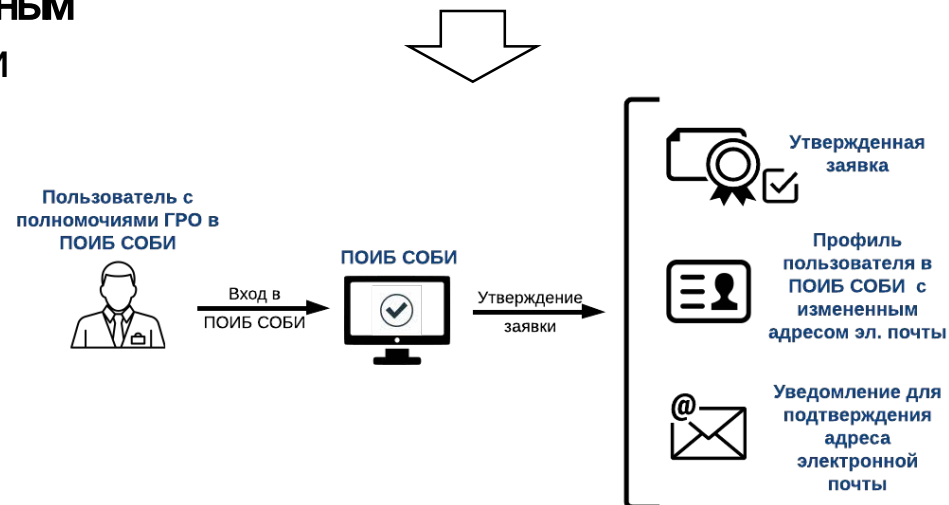 и
Пользователь с
полномочиями ГРО в
ПОИБ СОБИ
Вход в
ПОИБ СОБИ
ПОИБ СОБИ
Утверждение
заявки
Утвержденная
заявка
Профиль
пользователя в
ПОИБ СОБИ с
измененным
адресом эл. почты
@
Уведомление для
подтверждения
адреса
электронной
почты